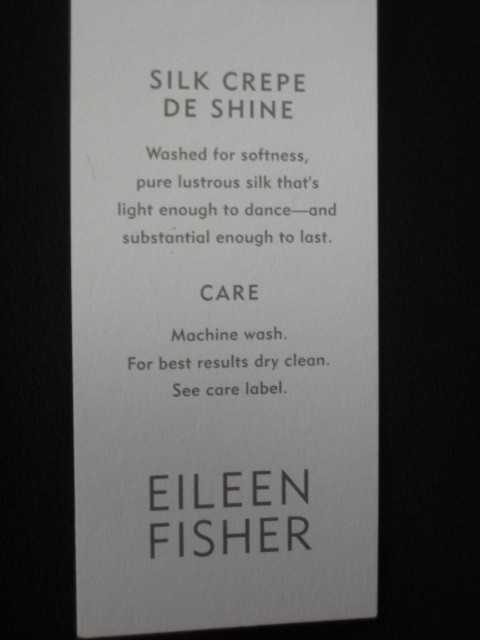 SILK CREPE
DE SHINE
Washed for softness,
pure lustrous silk that's
light enough to dance—and
substantial enough to last.
CARE
Machine wash.
For best results dry clean.
See care label.
EILEEN
FISHER